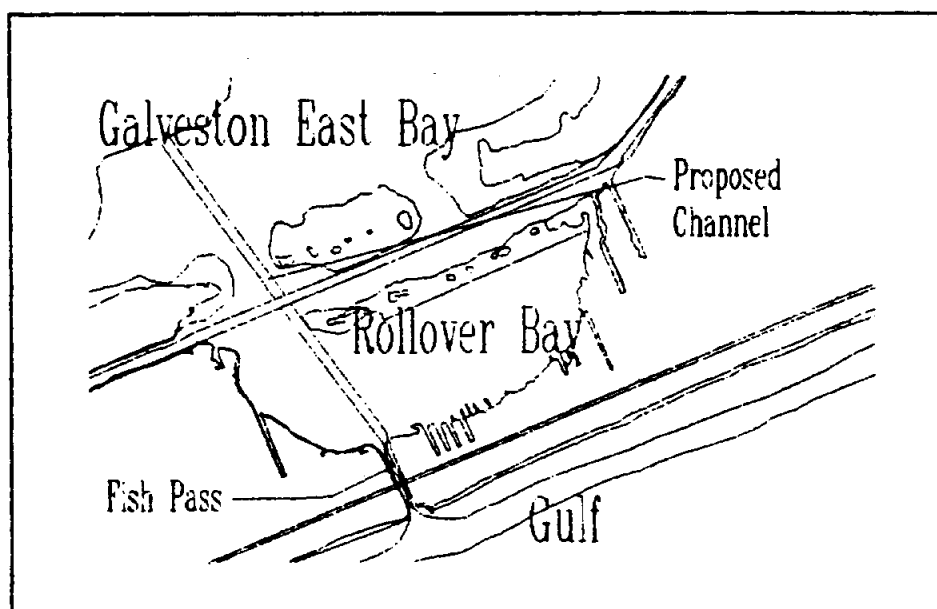 Galveston East Bay
Proposed
Channel
Rollover Bay
Fish Pass
Gulf